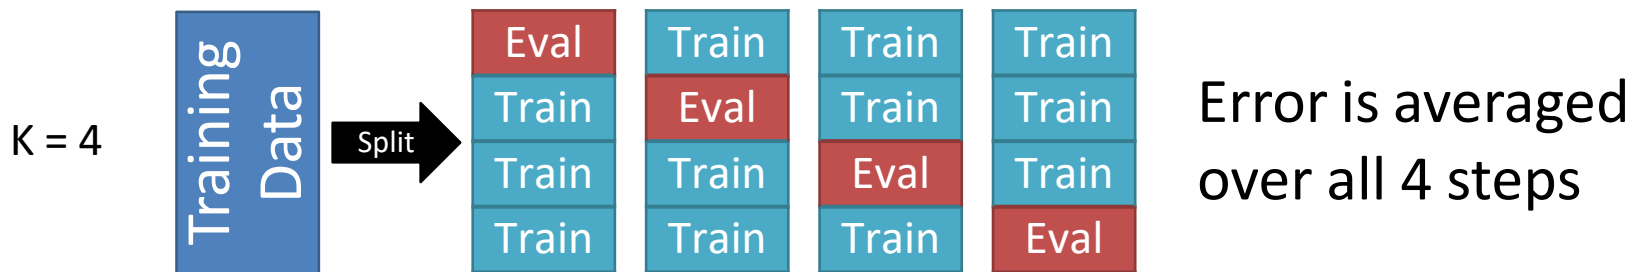 K = 4
Training
Data
Split
Eval Train Train Train
Train Eval Train Train
Train Train Eval Train
Train Train Train Eval
Error is averaged
over all 4 steps